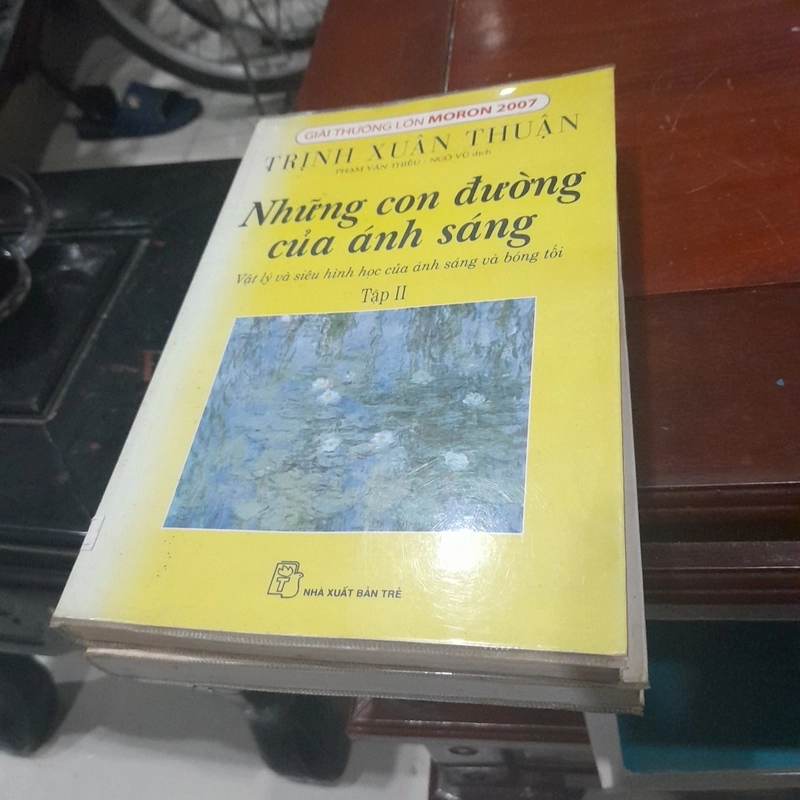 GIẢI THƯỞNG LỚN MORON 2007
TRỊNH XUÂN THUẬN
PHẠM VĂN THIỀU - NGÔ VŨ dịch
Những con đường
của ánh sáng
Vật lý và siêu hình học của ánh sáng và bóng tối
Tập II
NHÀ XUẤT BẢN TRẺ